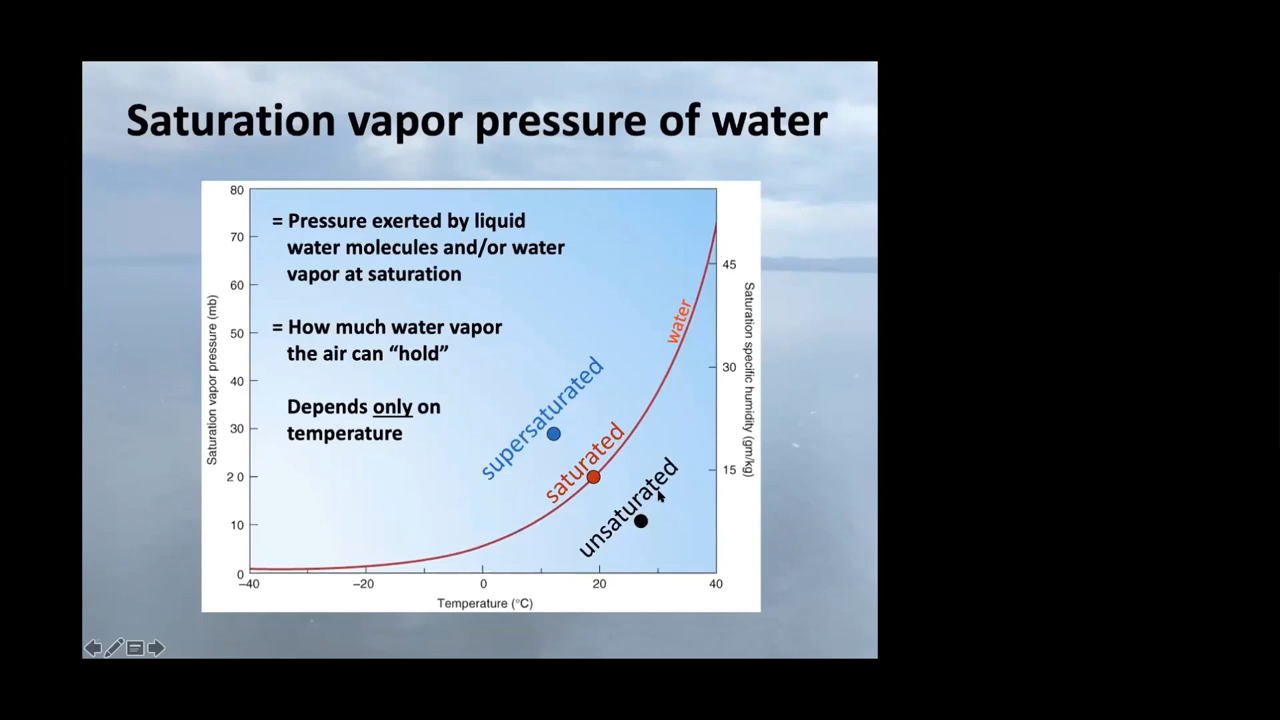 Saturation vapor pressure of water
= Pressure exerted by liquid
water molecules and/or water
vapor at saturation
= How much water vapor
the air can “hold”
Depends only on
temperature
supersaturated
saturated
unsaturated
water
Saturation vapor pressure (mb)
80
70
60
50
40
30
2 0
10
0
Saturation specific humidity (gm/kg)
45
30
15
–40
–20
0
20
40
Temperature (°C)